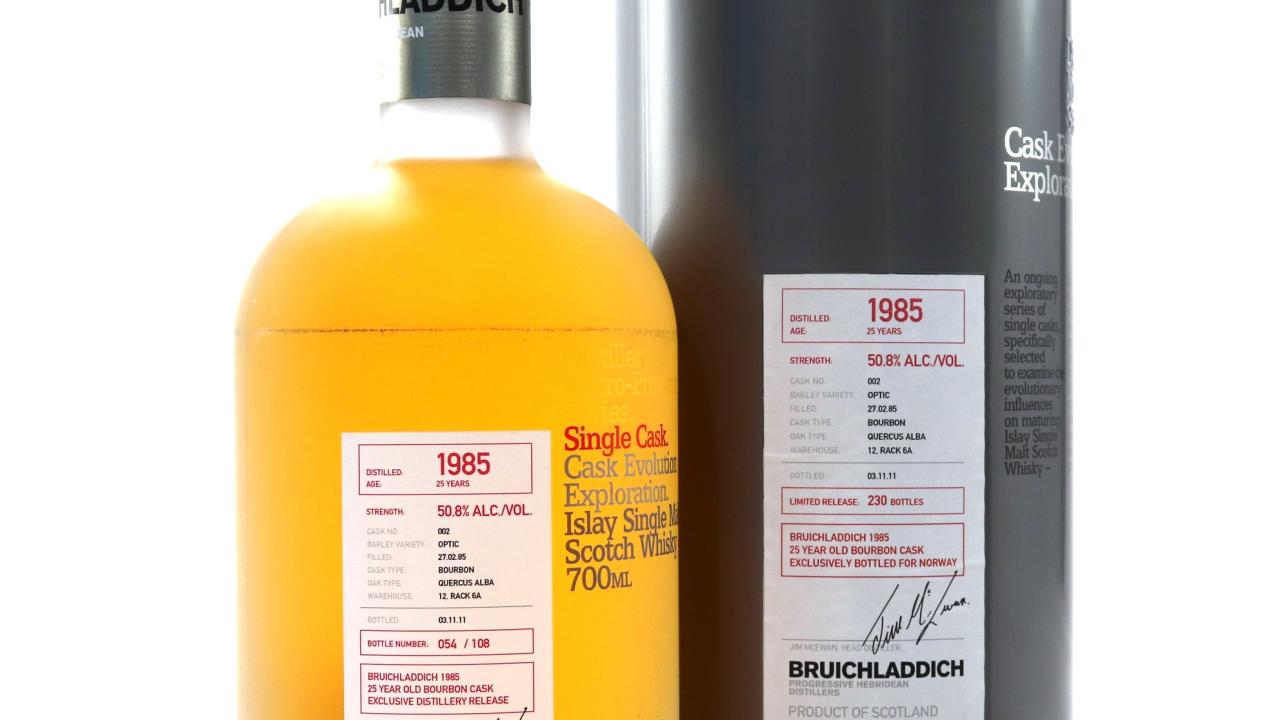 HLADDICH
EAN
Distillery
Micro-Prov
Series.
Single Cask.
Cask Evolution
Exploration.
Islay Single Ma
Scotch Whisky
700ML
DISTILLED: 1985
AGE: 25 YEARS
STRENGTH: 50.8% ALC./VOL.
CASK NO. 002
BARLEY VARIETY. OPTIC
FILLED. 27.02.85
CASK TYPE. BOURBON
OAK TYPE. QUERCUS ALBA
WAREHOUSE. 12, RACK 6A
BOTTLED. 03.11.11
BOTTLE NUMBER: 054 / 108
BRUICHLADDICH 1985
25 YEAR OLD BOURBON CASK
EXCLUSIVE DISTILLERY RELEASE
Cask Ev
Explora
An ongoing
exploratory
series of
single casks,
specifically
selected
to examine the
evolutionary
influences
on maturing
Islay Single
Malt Scotch
Whisky –
DISTILLED: 1985
AGE: 25 YEARS
STRENGTH: 50.8% ALC./VOL.
CASK NO. 002
BARLEY VARIETY. OPTIC
FILLED. 27.02.85
CASK TYPE. BOURBON
OAK TYPE. QUERCUS ALBA
WAREHOUSE. 12, RACK 6A
BOTTLED. 03.11.11
LIMITED RELEASE: 230 BOTTLES
BRUICHLADDICH 1985
25 YEAR OLD BOURBON CASK
EXCLUSIVELY BOTTLED FOR NORWAY
Jim McEwan.
JIM MCEWAN, HEAD DISTILLER
BRUICHLADDICH
PROGRESSIVE HEBRIDEAN
DISTILLERS
PRODUCT OF SCOTLAND